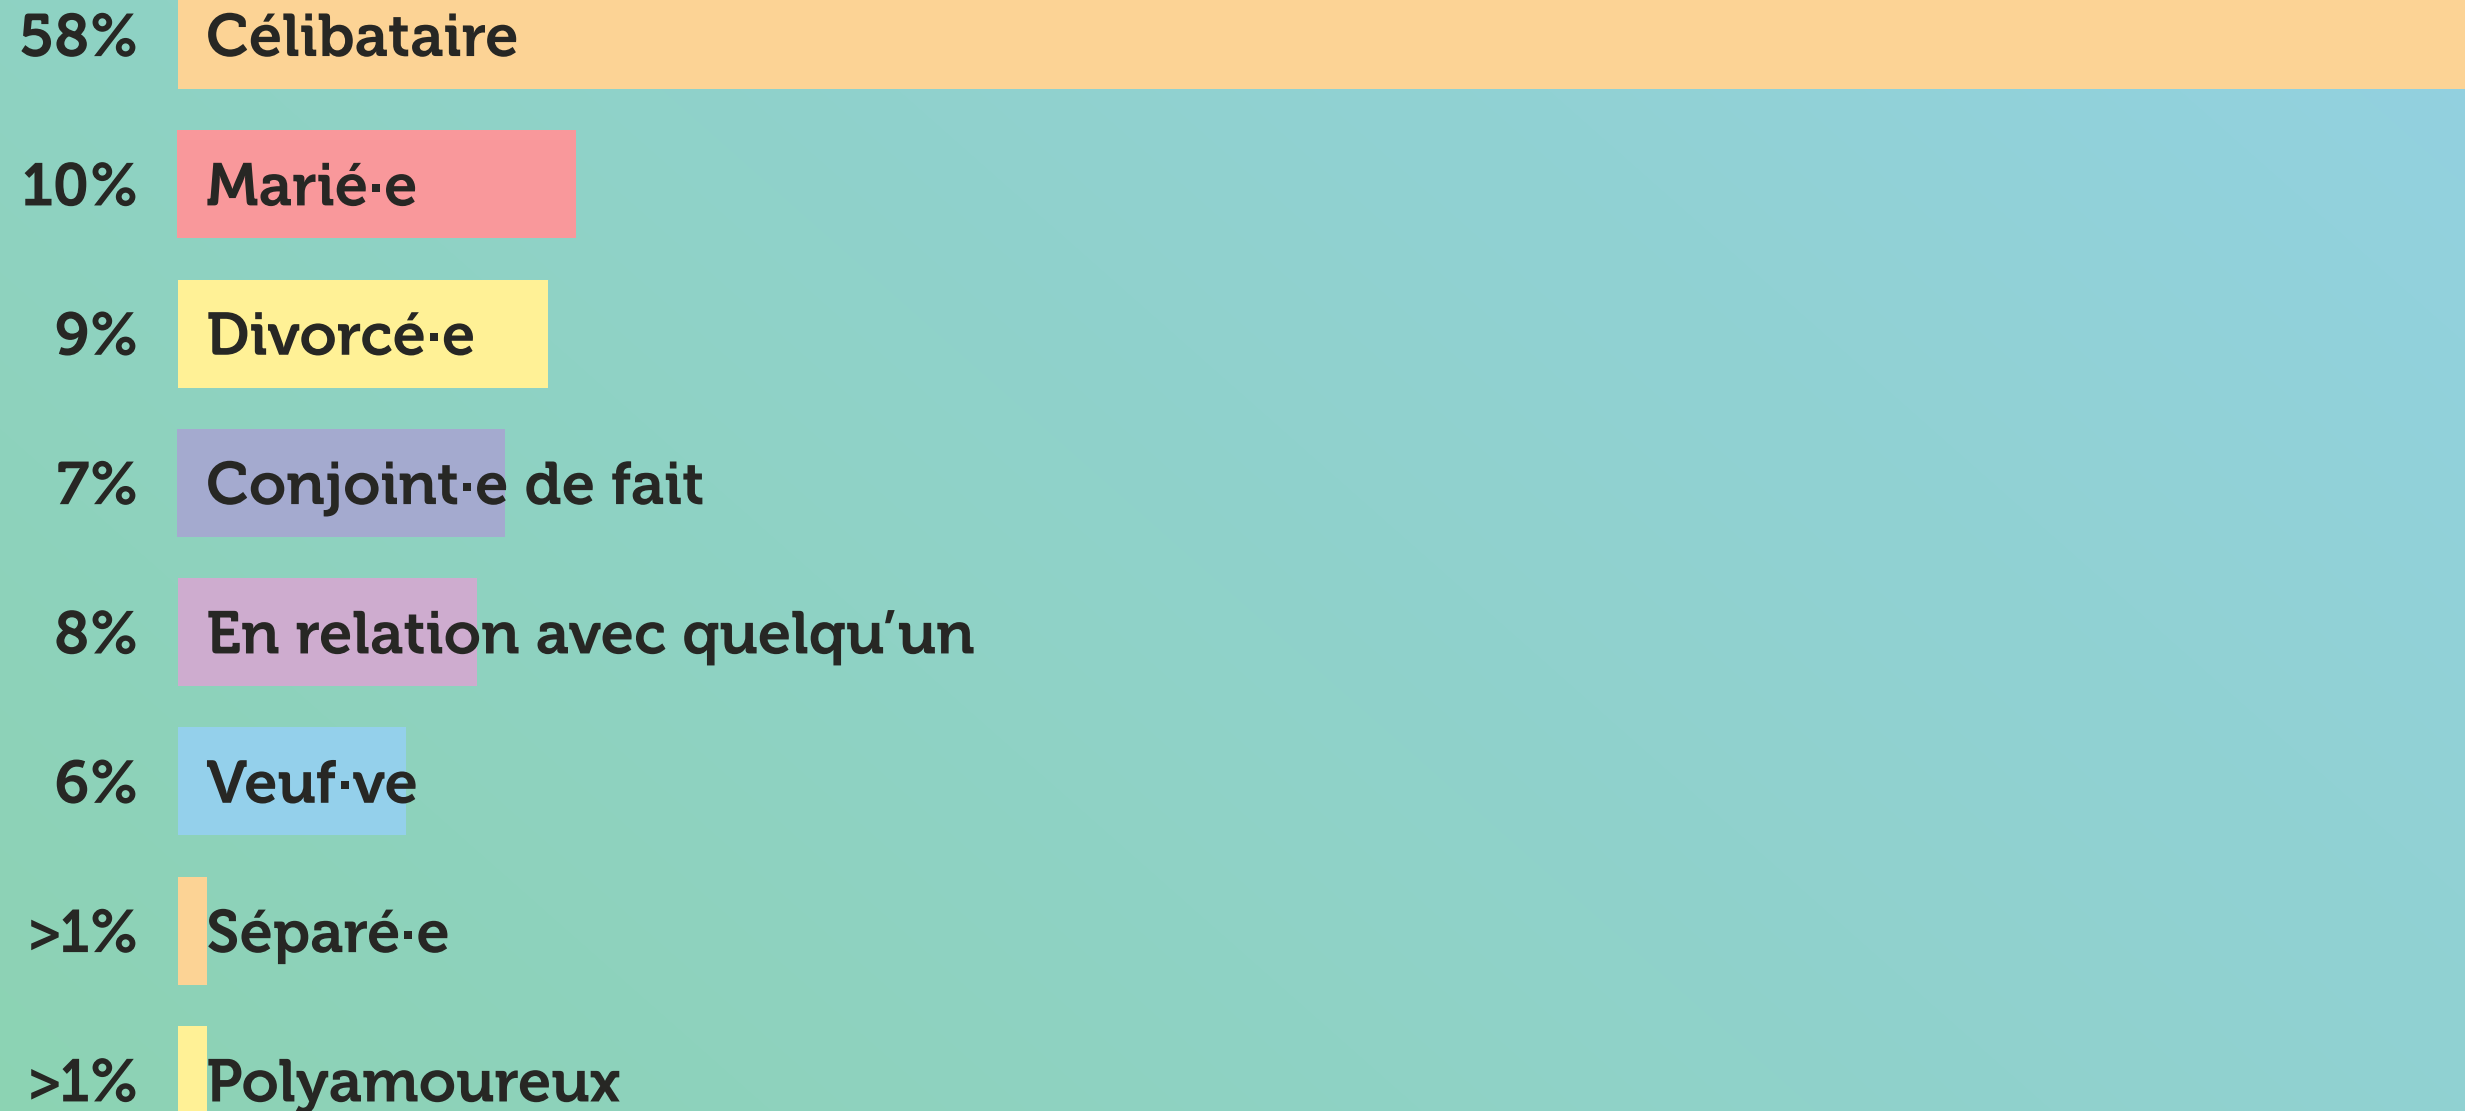 58% Célibataire
10% Marié·e
9% Divorcé·e
7% Conjoint·e de fait
8% En relation avec quelqu’un
6% Veuf·ve
>1% Séparé·e
>1% Polyamoureux